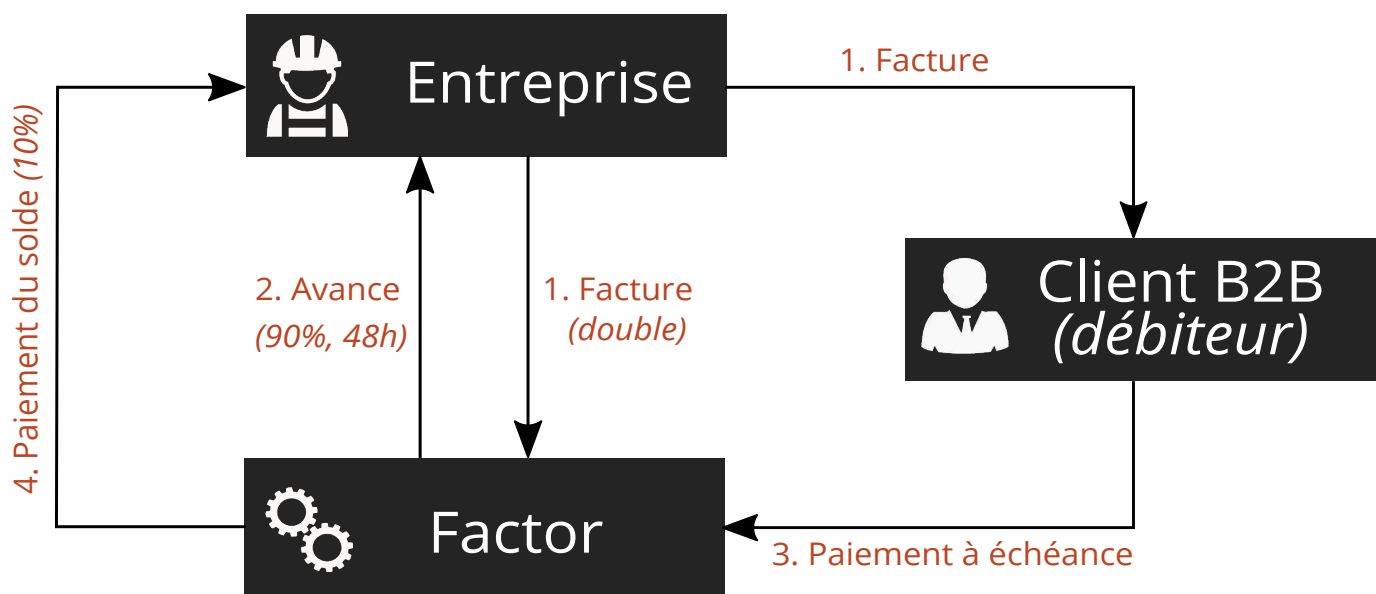 Entreprise
1. Facture
4. Paiement du solde (10%)
2. Avance
(90%, 48h)
1. Facture
(double)
Client B2B
(débiteur)
Factor
3. Paiement à échéance